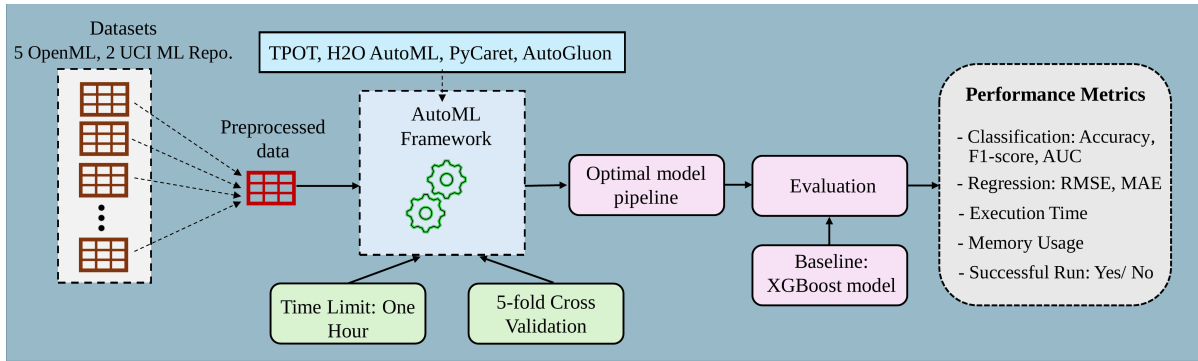 Datasets
5 OpenML, 2 UCI ML Repo.
TPOT, H2O AutoML, PyCaret, AutoGluon
Preprocessed
data
AutoML
Framework
Time Limit: One
Hour
5-fold Cross
Validation
Optimal model
pipeline
Evaluation
Baseline:
XGBoost model
Performance Metrics
- Classification: Accuracy,
F1-score, AUC
- Regression: RMSE, MAE
- Execution Time
- Memory Usage
- Successful Run: Yes/ No